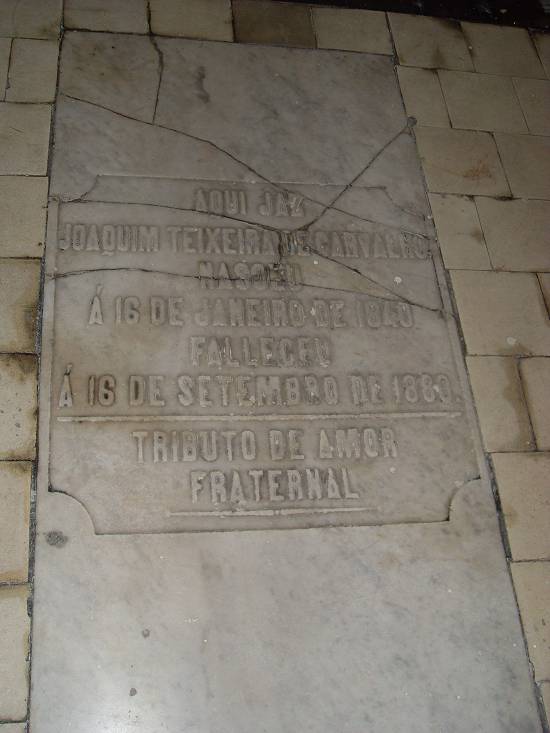 AQUI JAZ
JOAQUIM TEIXEIRA DE CARVALHO
NASCEU
Á 16 DE JANEIRO DE 1840
FALLECEU
Á 16 DE SETEMBRO DE 1880.
TRIBUTO DE AMOR
FRATERNAL